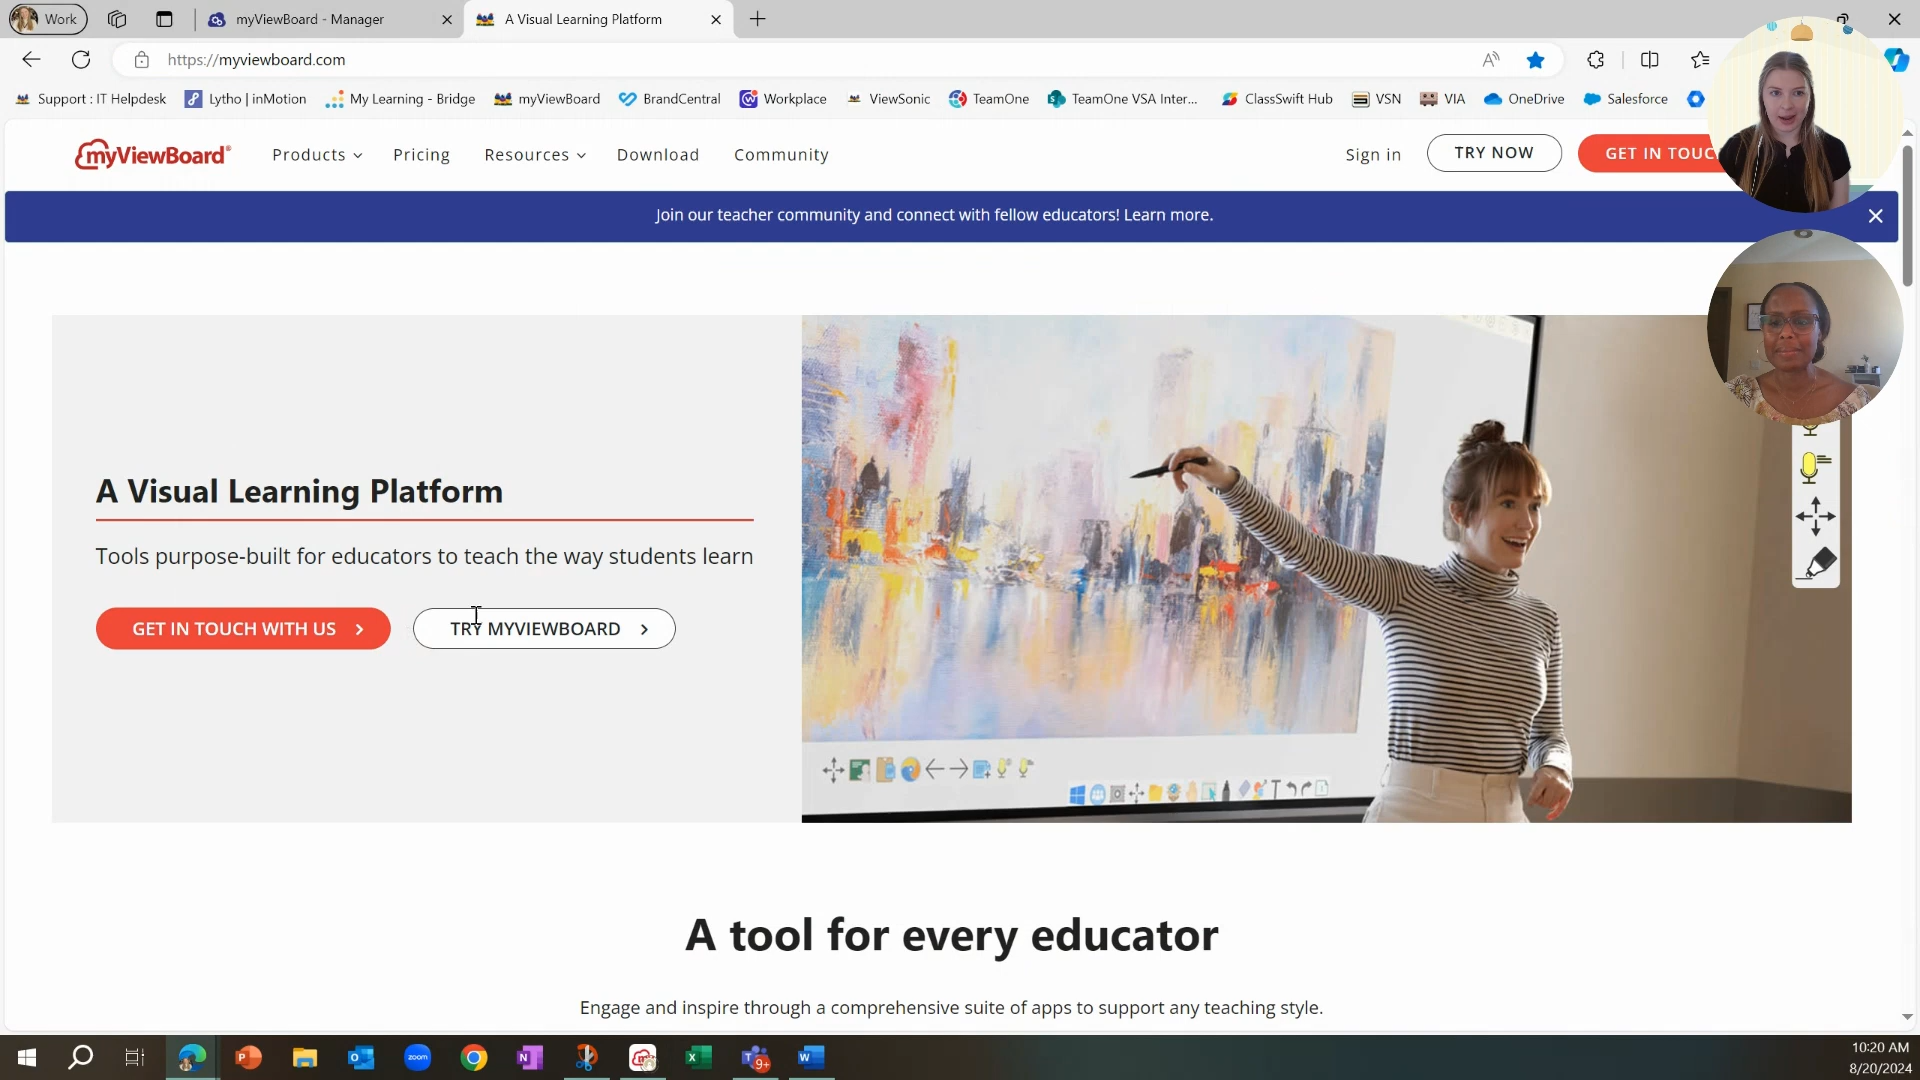 Work
myViewBoard - Manager
A Visual Learning Platform
https://myviewboard.com
Support : IT Helpdesk
Lytho | inMotion
My Learning - Bridge
myViewBoard
BrandCentral
Workplace
ViewSonic
TeamOne
TeamOne VSA Inter...
ClassSwift Hub
VSN
VIA
OneDrive
Salesforce
myViewBoard®
Products
Pricing
Resources
Download
Community
Sign in
TRY NOW
GET IN TOUC
Join our teacher community and connect with fellow educators! Learn more.
A Visual Learning Platform
Tools purpose-built for educators to teach the way students learn
GET IN TOUCH WITH US
TRY MYVIEWBOARD
A tool for every educator
Engage and inspire through a comprehensive suite of apps to support any teaching style.
zoom
9+
10:20 AM
8/20/2024